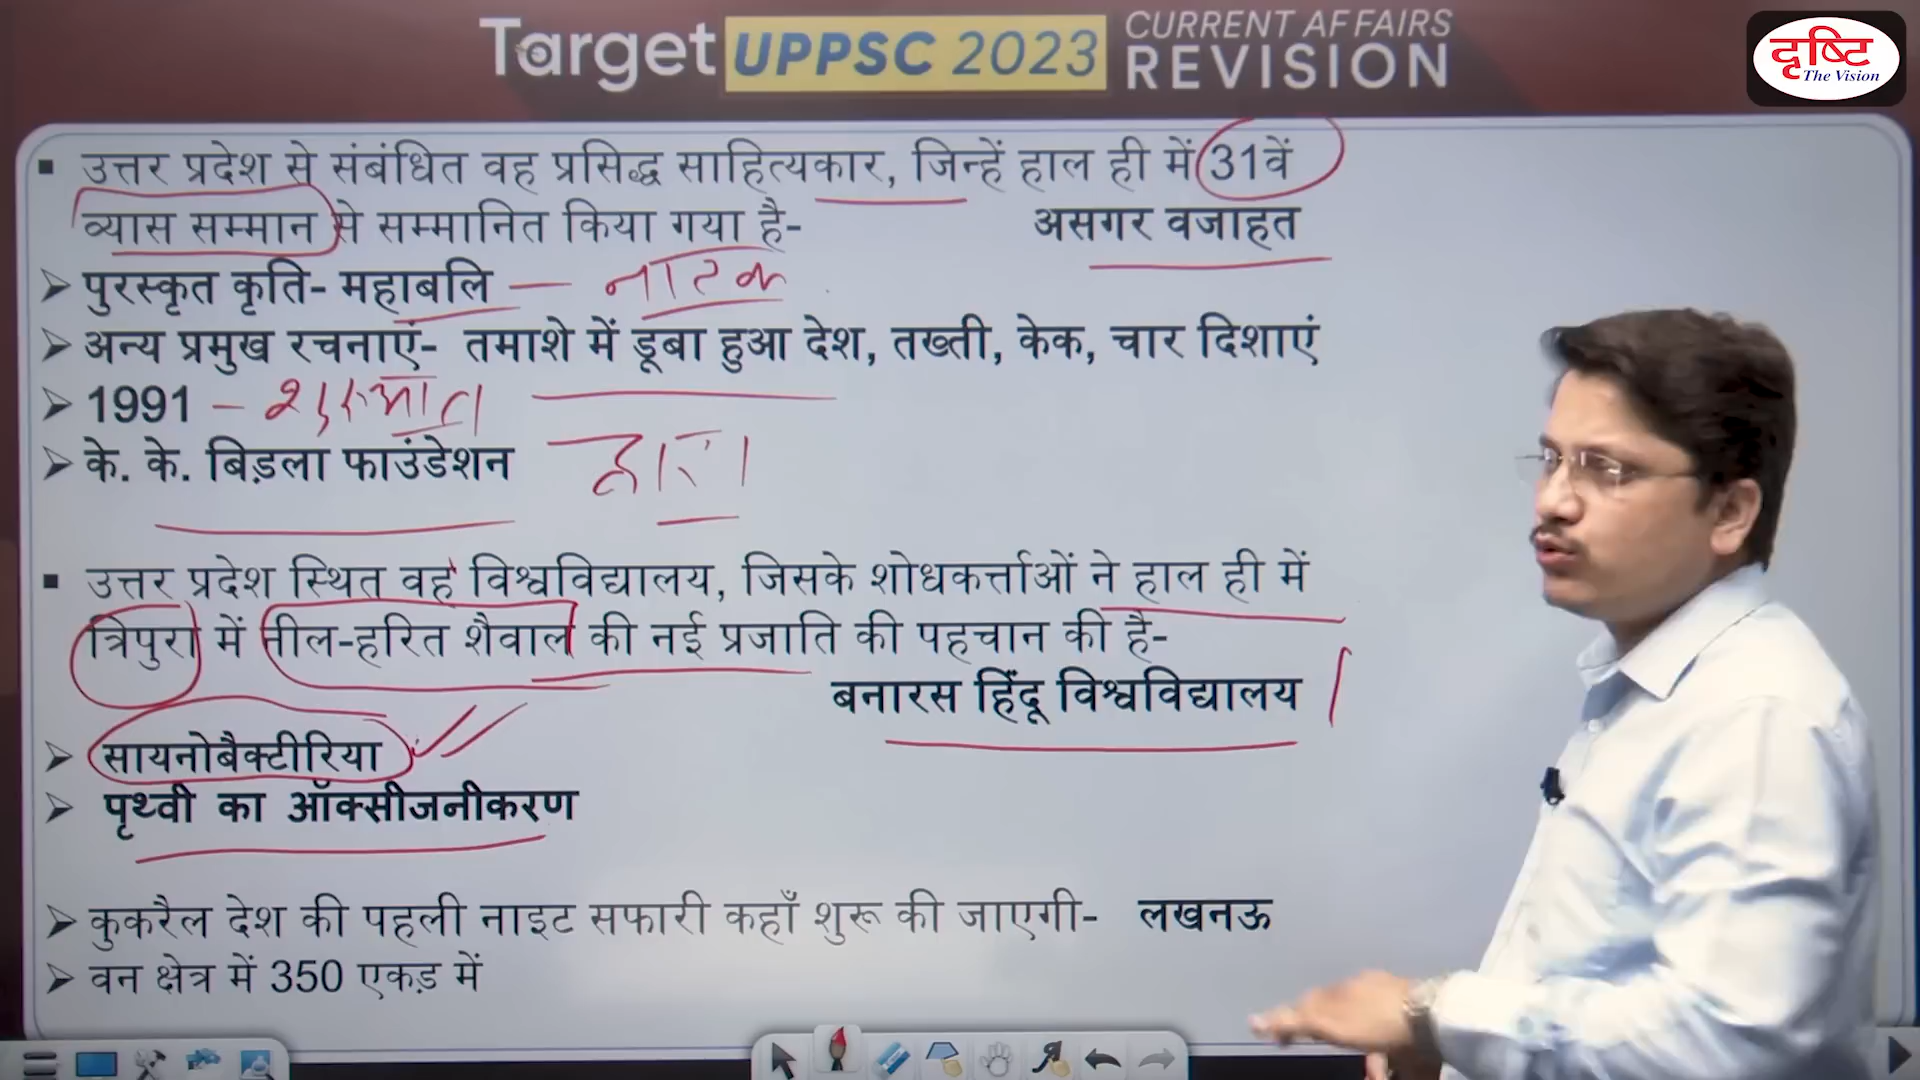 Target UPPSC 2023 CURRENT AFFAIRS REVISION
दृष्टि
The Vision
उत्तर प्रदेश से संबंधित वह प्रसिद्ध साहित्यकार, जिन्हें हाल ही में 31वें
व्यास सम्मान से सम्मानित किया गया है- असगर वजाहत
पुरस्कृत कृति- महाबलि — नाटक
अन्य प्रमुख रचनाएं- तमाशे में डूबा हुआ देश, तख्ती, केक, चार दिशाएं
1991 – शुरूआत
के. के. बिड़ला फाउंडेशन द्वारा
उत्तर प्रदेश स्थित वह विश्वविद्यालय, जिसके शोधकर्त्ताओं ने हाल ही में
त्रिपुरा में नील-हरित शैवाल की नई प्रजाति की पहचान की है-
बनारस हिंदू विश्वविद्यालय
सायनोबैक्टीरिया
पृथ्वी का ऑक्सीजनीकरण
कुकरैल देश की पहली नाइट सफारी कहाँ शुरू की जाएगी- लखनऊ
वन क्षेत्र में 350 एकड़ में